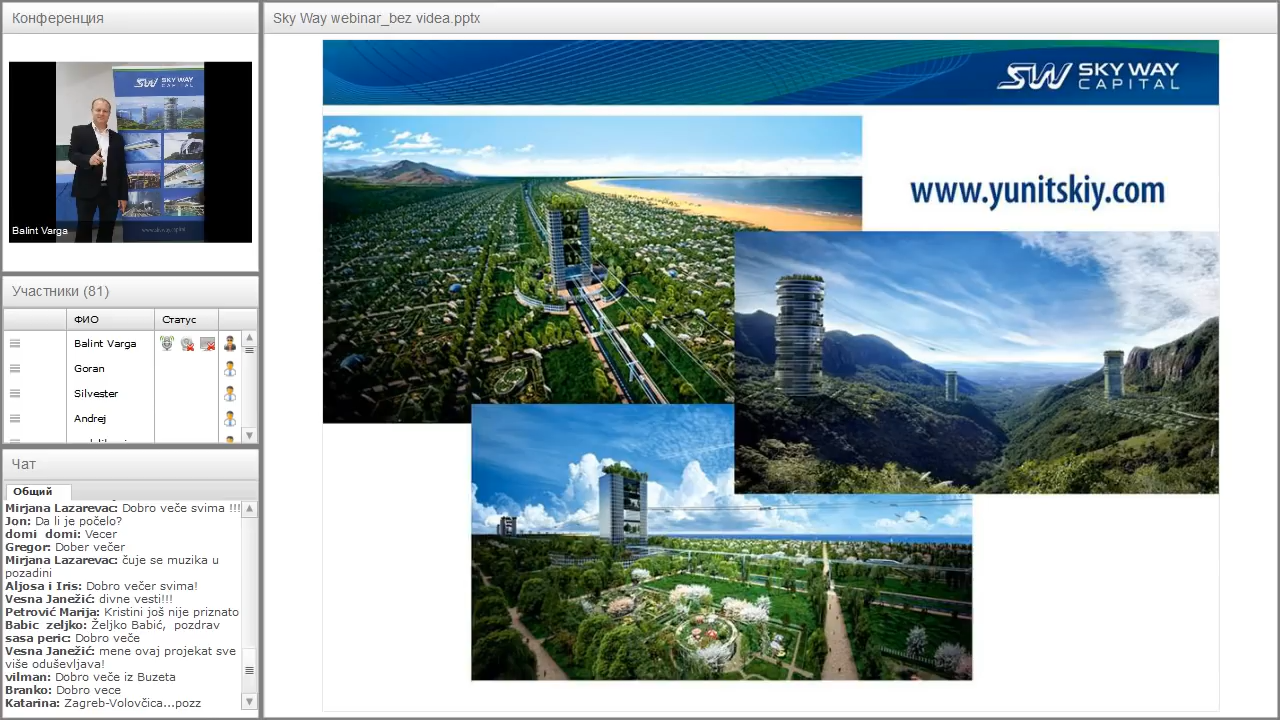 Конференция
SKY WAY
CAPITAL
Balint Varga
Участники (81)
ФИО Статус
Balint Varga
Goran
Silvester
Andrej
Чат
Общий
Mirjana Lazarevac: Dobro veče svima !!!
Jon: Da li je počelo?
domi domi: Vecer
Gregor: Dober večer
Mirjana Lazarevac: čuje se muzika u
pozadini
Aljosa i Iris: Dobro večer svima!
Vesna Janežić: divne vesti!!!
Petrović Marija: Kristini još nije priznato
Babic zeljko: Željko Babić, pozdrav
sasa peric: Dobro veče
Vesna Janežić: mene ovaj projekat sve
više oduševljava!
vilman: Dobro veče iz Buzeta
Branko: Dobro vece
Katarina: Zagreb-Volovčica...pozz
Sky Way webinar_bez videa.pptx
SW SKY WAY
CAPITAL
www.yunitskiy.com